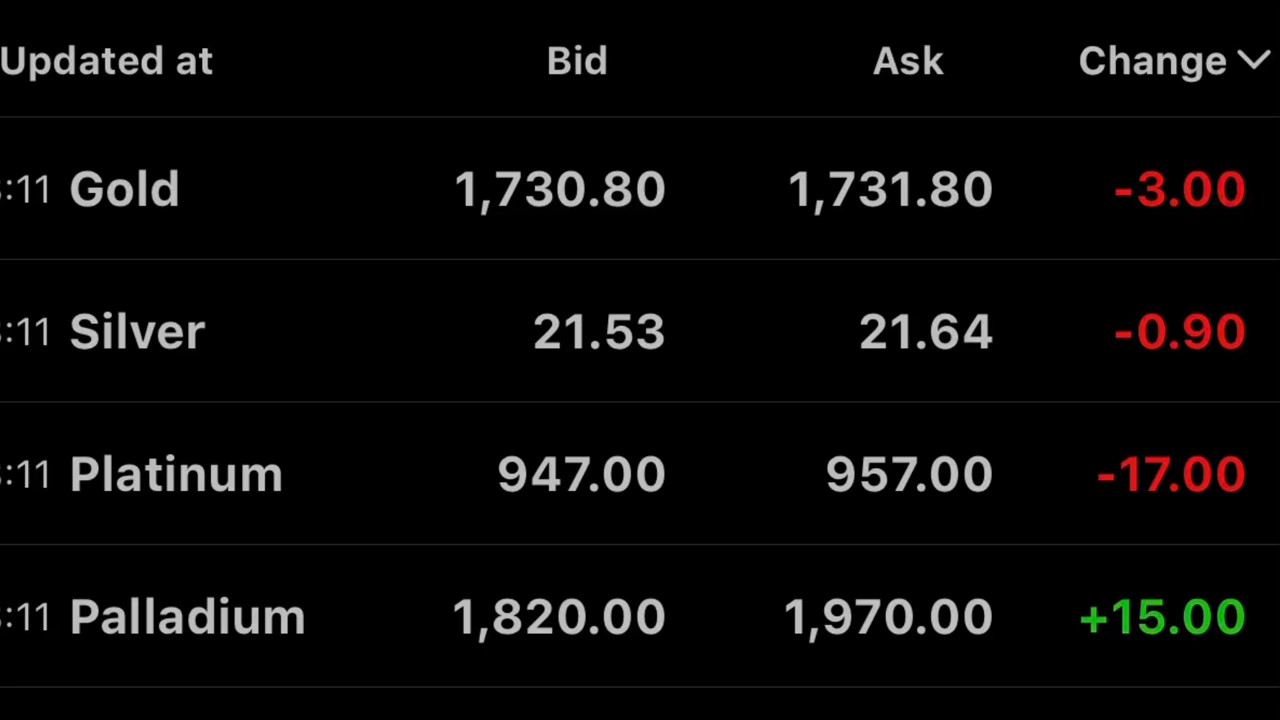 Updated at Bid Ask Change
:11 Gold 1,730.80 1,731.80 -3.00
:11 Silver 21.53 21.64 -0.90
:11 Platinum 947.00 957.00 -17.00
:11 Palladium 1,820.00 1,970.00 +15.00